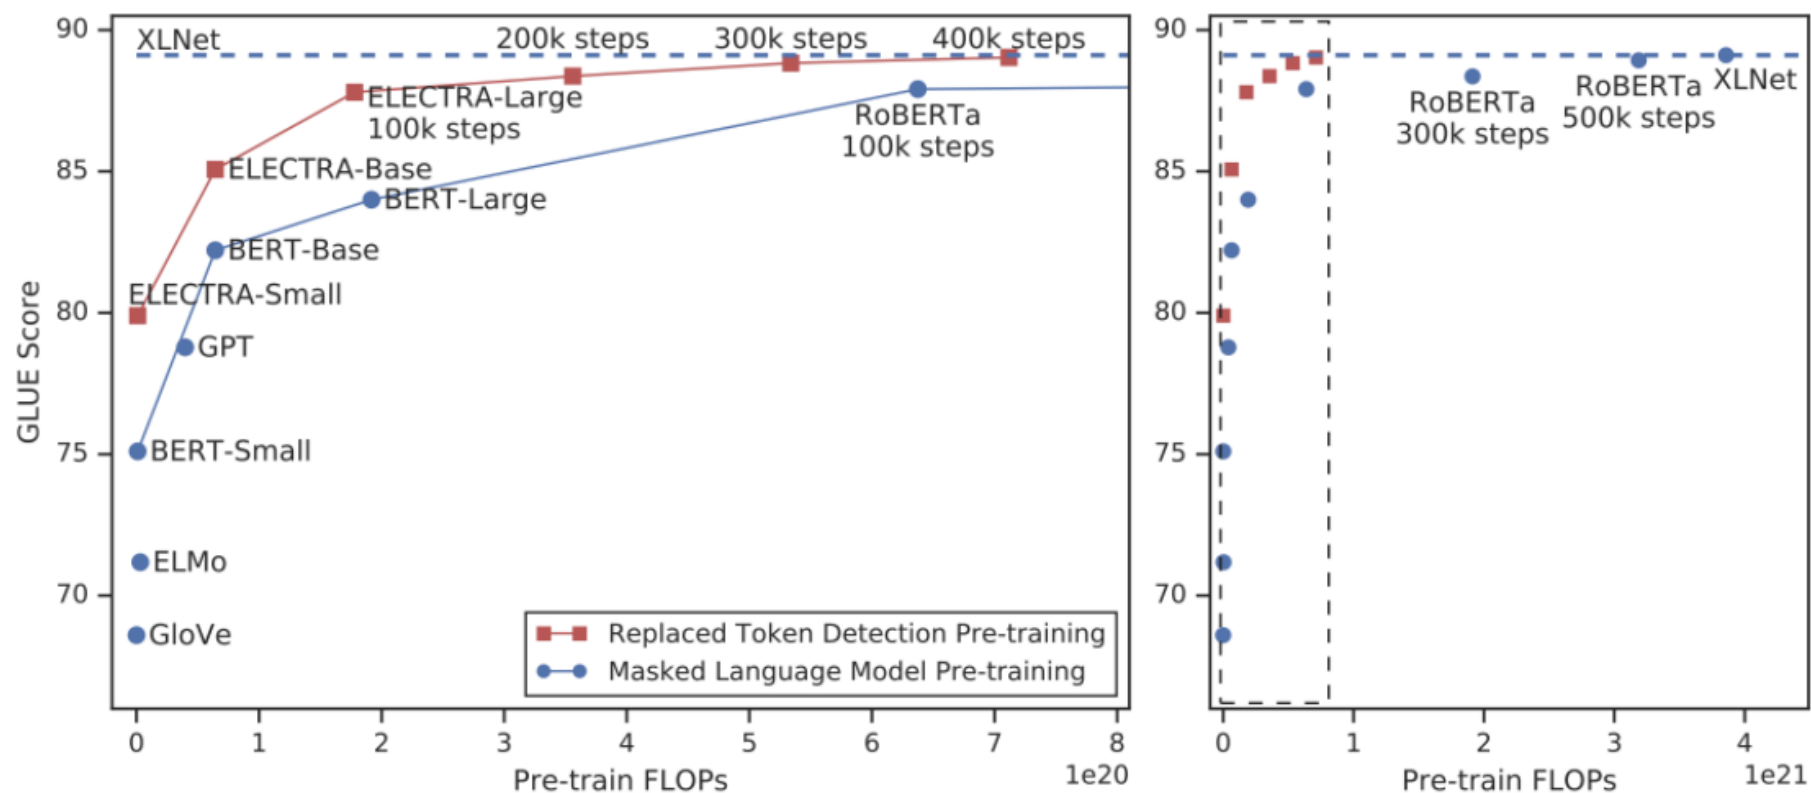 90
85
80
75
70
GLUE Score
XLNet
200k steps
300k steps
400k steps
ELECTRA-Large
100k steps
RoBERTa
100k steps
ELECTRA-Base
BERT-Large
BERT-Base
ELECTRA-Small
GPT
BERT-Small
ELMo
GloVe
Replaced Token Detection Pre-training
Masked Language Model Pre-training
0 1 2 3 4 5 6 7 8
1e20
Pre-train FLOPs
90
85
80
75
70
RoBERTa
300k steps
RoBERTa
500k steps
XLNet
0 1 2 3 4
1e21
Pre-train FLOPs